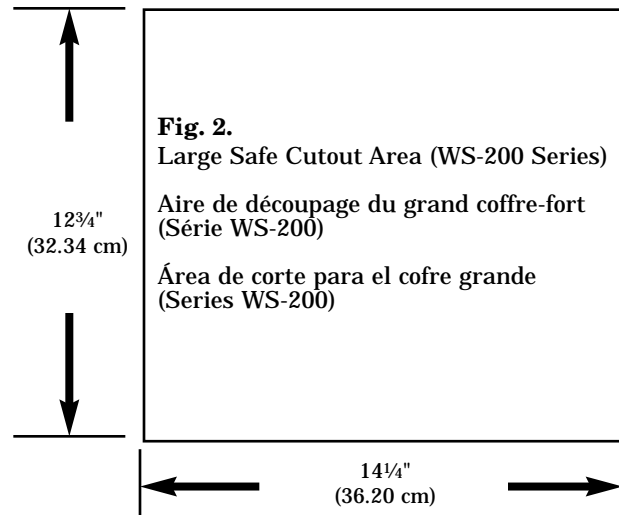 Fig. 2.
Large Safe Cutout Area (WS-200 Series)
Aire de découpage du grand coffre-fort
(Série WS-200)
Área de corte para el cofre grande
(Series WS-200)
12¾"
(32.34 cm)
14¼"
(36.20 cm)